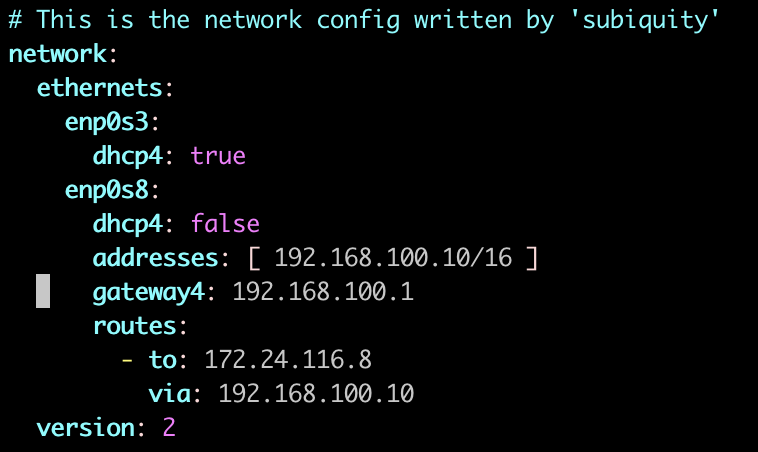 # This is the network config written by 'subiquity'
network:
  ethernets:
    enp0s3:
      dhcp4: true
    enp0s8:
      dhcp4: false
      addresses: [ 192.168.100.10/16 ]
      gateway4: 192.168.100.1
      routes:
        - to: 172.24.116.8
          via: 192.168.100.10
  version: 2